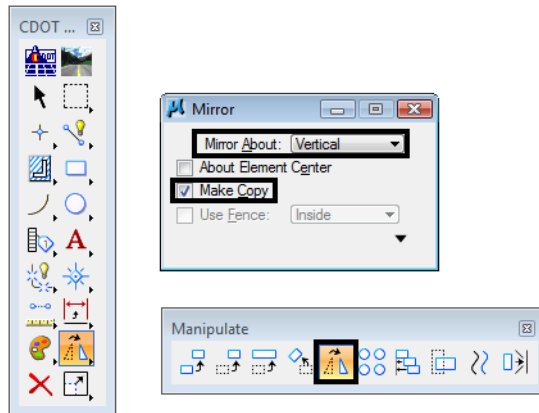 CDOT ...
Mirror
Mirror About: Vertical
About Element Center
Make Copy
Use Fence: Inside
Manipulate
A